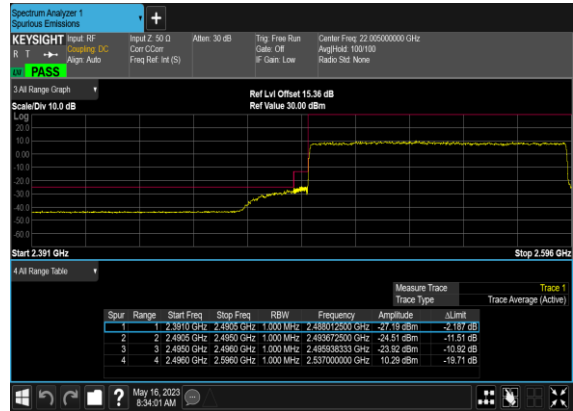 Spectrum Analyzer 1
Spurious Emissions
+
KEYSIGHT Input: RF Input Z: 50 Ω Atten: 30 dB Trig: Free Run Center Freq: 22.005000000 GHz
R T Coupling: DC Corr CCorr Gate: Off Avg|Hold: 100/100
Align: Auto Freq Ref: Int (S) IF Gain: Low Radio Std: None
PASS
3 All Range Graph
Ref Lvl Offset 15.36 dB
Scale/Div 10.0 dB Ref Value 30.00 dBm
Log
20.0
10.0
0.00
-10.0
-20.0
-30.0
-40.0
-50.0
-60.0
Start 2.391 GHz Stop 2.596 GHz
4 All Range Table
Measure Trace Trace 1
Trace Type Trace Average (Active)
Spur Range Start Freq Stop Freq RBW Frequency Amplitude ΔLimit
1 1 2.3910 GHz 2.4905 GHz 1.000 MHz 2.488012500 GHz -27.19 dBm -2.187 dB
2 2 2.4905 GHz 2.4950 GHz 1.000 MHz 2.493672500 GHz -24.51 dBm -11.51 dB
3 3 2.4950 GHz 2.4960 GHz 1.000 MHz 2.495938333 GHz -23.92 dBm -10.92 dB
4 4 2.4960 GHz 2.5960 GHz 1.000 MHz 2.537000000 GHz 10.29 dBm -19.71 dB
? May 16, 2023
8:34:01 AM